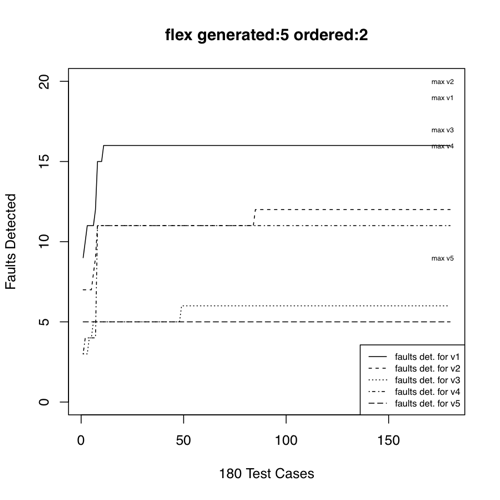 flex generated:5 ordered:2
Faults Detected
20
15
10
5
0
max v2
max v1
max v3
max v4
max v5
faults det. for v1
faults det. for v2
faults det. for v3
faults det. for v4
faults det. for v5
0 50 100 150
180 Test Cases